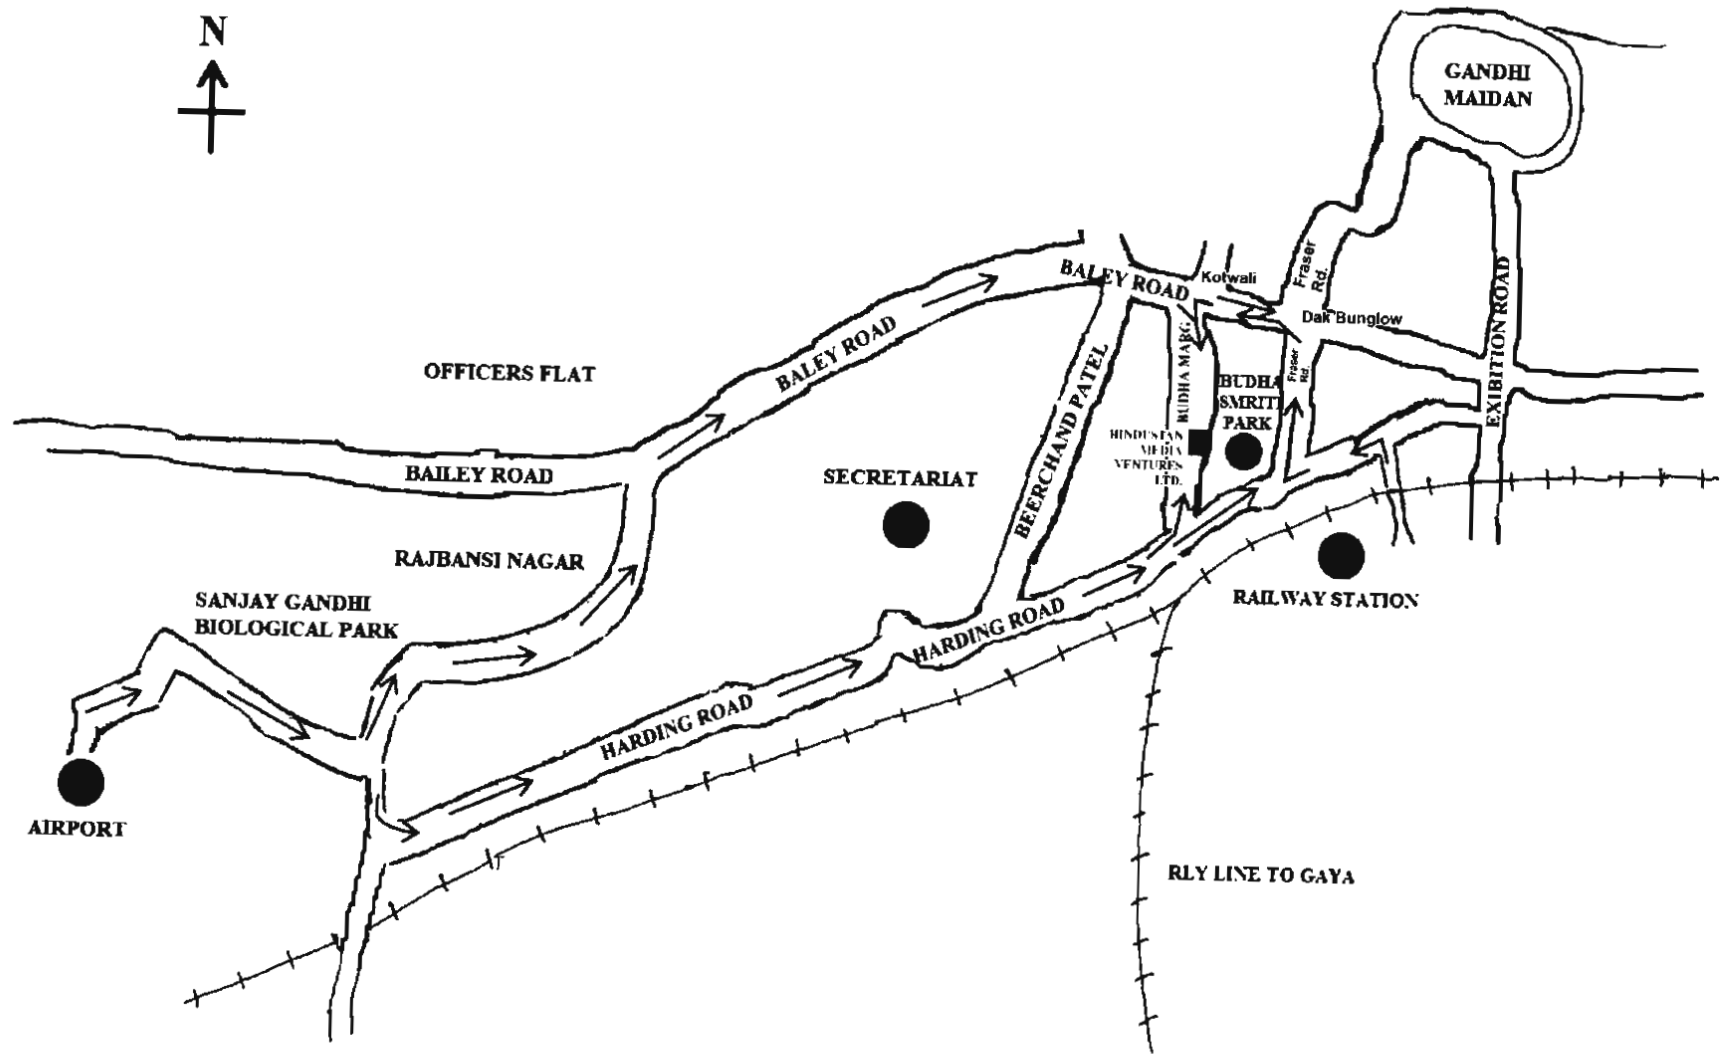 N
GANDHI
MAIDAN
BALEY ROAD
Kotwali
Fraser
Rd.
Dak Bunglow
EXIBITION ROAD
BALEY ROAD
OFFICERS FLAT
BUDHA MARG
Fraser
Rd.
BUDHA
SMRITI
PARK
BEERCHAND PATEL
HINDUSTAN
MEDIA
VENTURES
LTD.
BAILEY ROAD
SECRETARIAT
RAJBANSI NAGAR
SANJAY GANDHI
BIOLOGICAL PARK
RAILWAY STATION
HARDING ROAD
HARDING ROAD
AIRPORT
RLY LINE TO GAYA